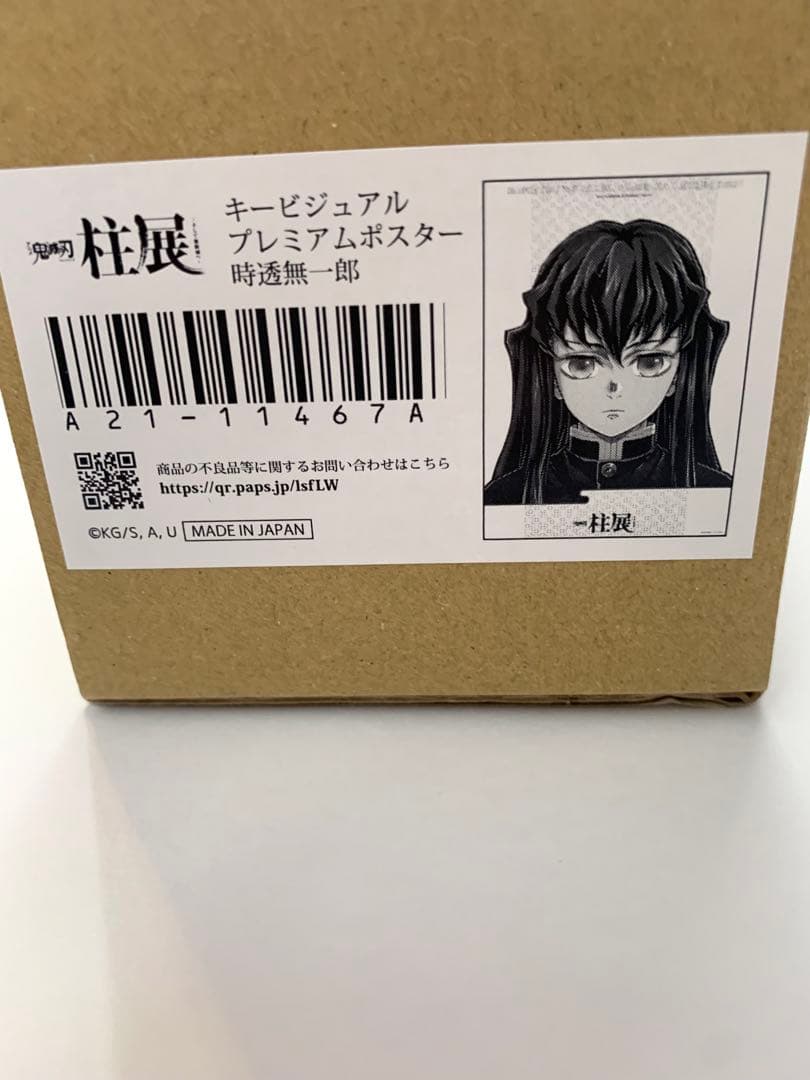 鬼滅刃
柱展
キービジュアル
プレミアムポスター
時透無一郎
A21-11467A
商品の不良品等に関するお問い合わせはこちら
https://qr.paps.jp/lsfLW
©KG/S, A, U MADE IN JAPAN
柱展